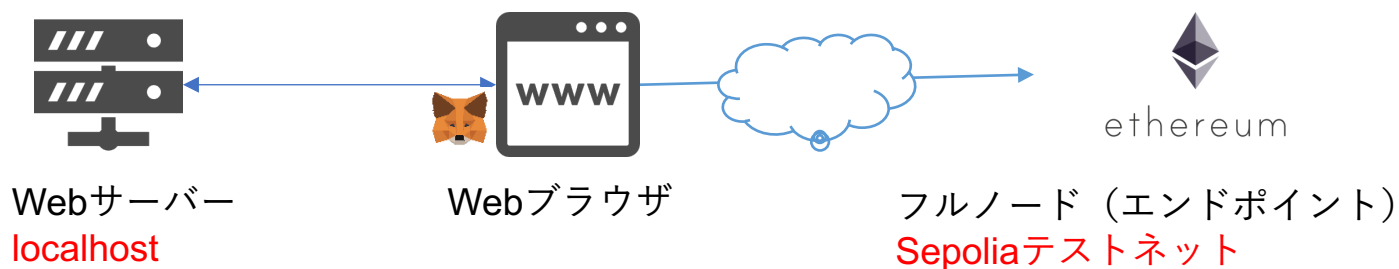 WWW
ethereum
Webサーバー
localhost
Webブラウザ
フルノード（エンドポイント）
Sepoliaテストネット